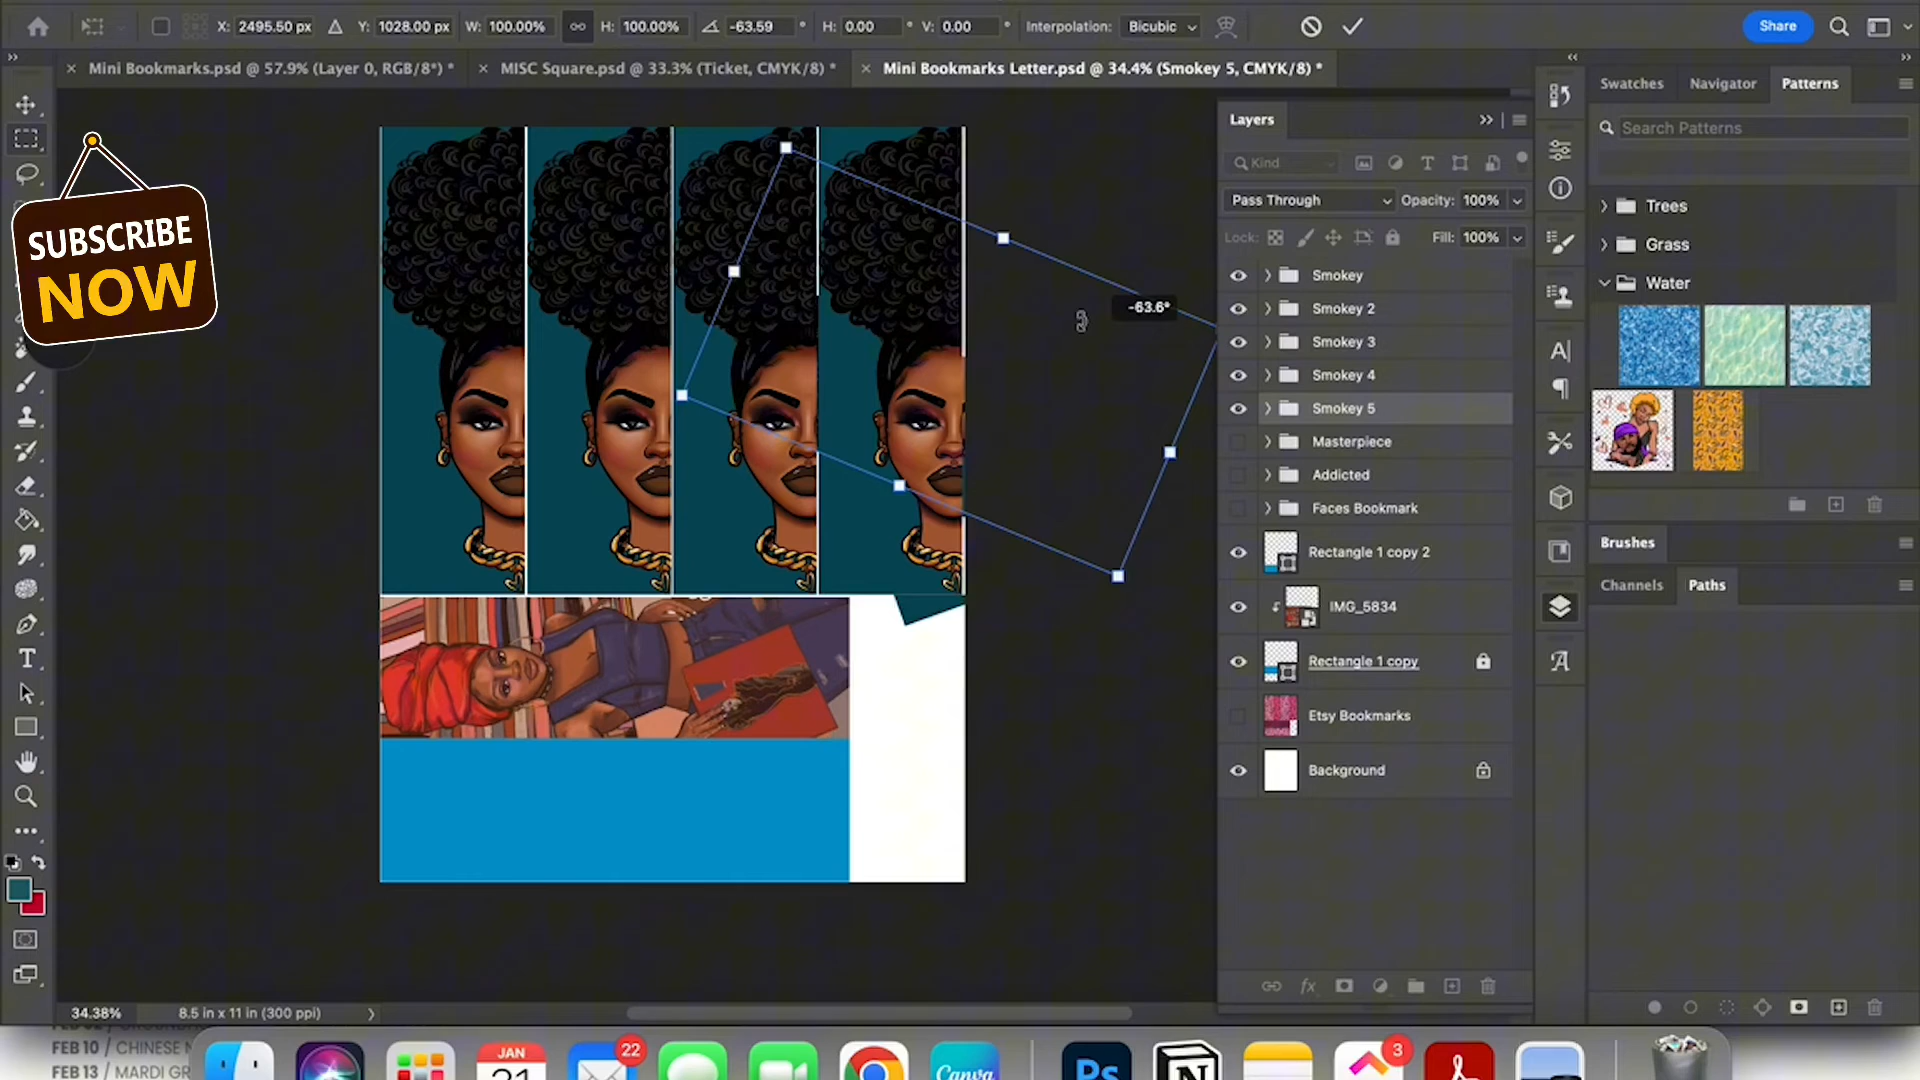 X: 2495.50 px Y: 1028.00 px W: 100.00% H: 100.00% -63.59 ° H: 0.00 ° V: 0.00 ° Interpolation: Bicubic Share
Mini Bookmarks.psd @ 57.9% (Layer 0, RGB/8*) * MISC Square.psd @ 33.3% (Ticket, CMYK/8) * Mini Bookmarks Letter.psd @ 34.4% (Smokey 5, CMYK/8) *
SUBSCRIBE
NOW
-63.6°
Layers
Kind
Pass Through Opacity: 100%
Lock: Fill: 100%
Smokey
Smokey 2
Smokey 3
Smokey 4
Smokey 5
Masterpiece
Addicted
Faces Bookmark
Rectangle 1 copy 2
IMG_5834
Rectangle 1 copy
Etsy Bookmarks
Background
fx
Swatches Navigator Patterns
Search Patterns
Trees
Grass
Water
Brushes
Channels Paths
34.38% 8.5 in x 11 in (300 ppi)
FEB 10 / CHINESE N
FEB 13 / MARDI GR
JAN
21
22
Canva
Ps
N
3